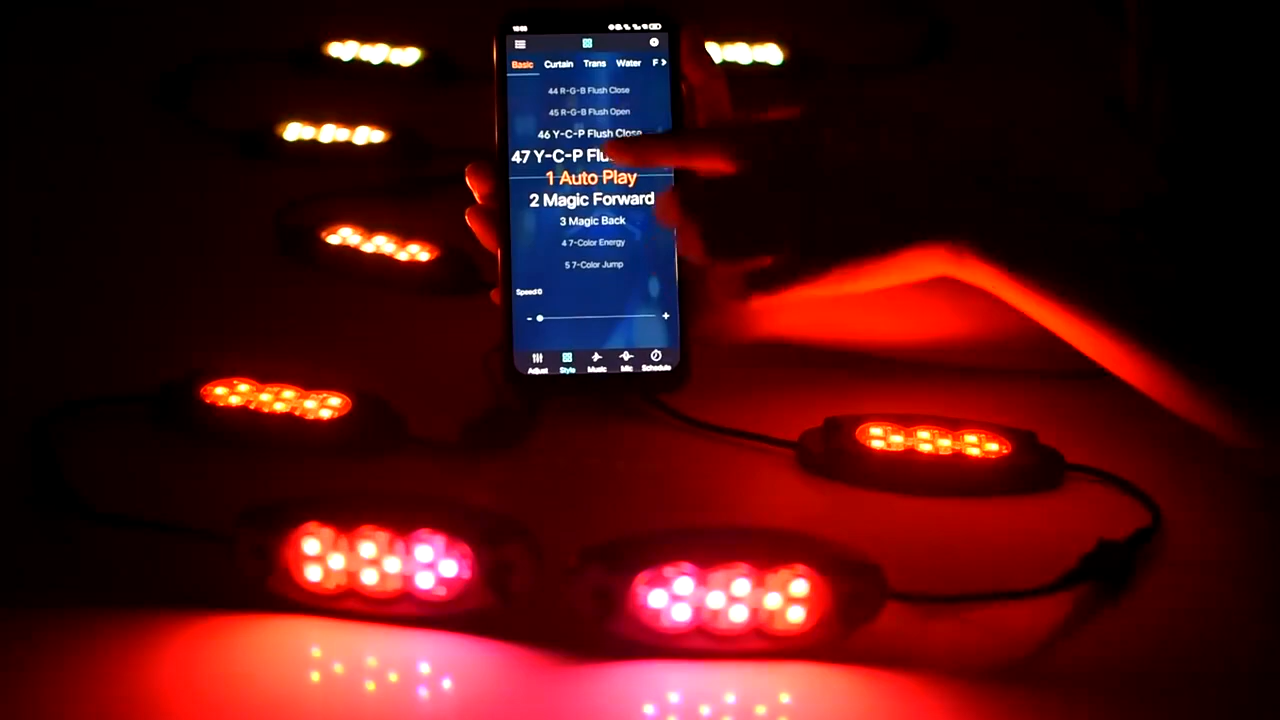 Basic Curtain Trans Water F
44 R-G-B Flush Close
45 R-G-B Flush Open
46 Y-C-P Flush Close
47 Y-C-P
1 Auto Play
2 Magic Forward
3 Magic Back
4 7-Color Energy
5 7-Color Jump
Speed:0
- +
Adjust Style Music Mic Schedule